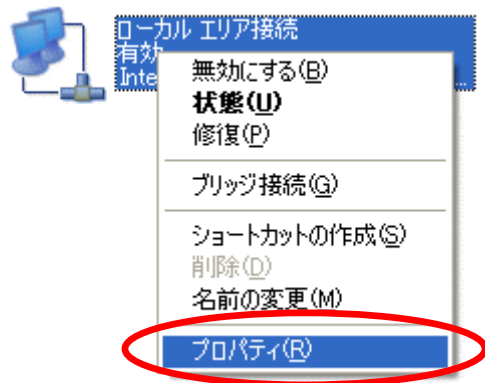 ローカル エリア接続
有効
Inte
無効にする(B)
状態(U)
修復(P)
ブリッジ接続(G)
ショートカットの作成(S)
削除(D)
名前の変更(M)
プロパティ(R)